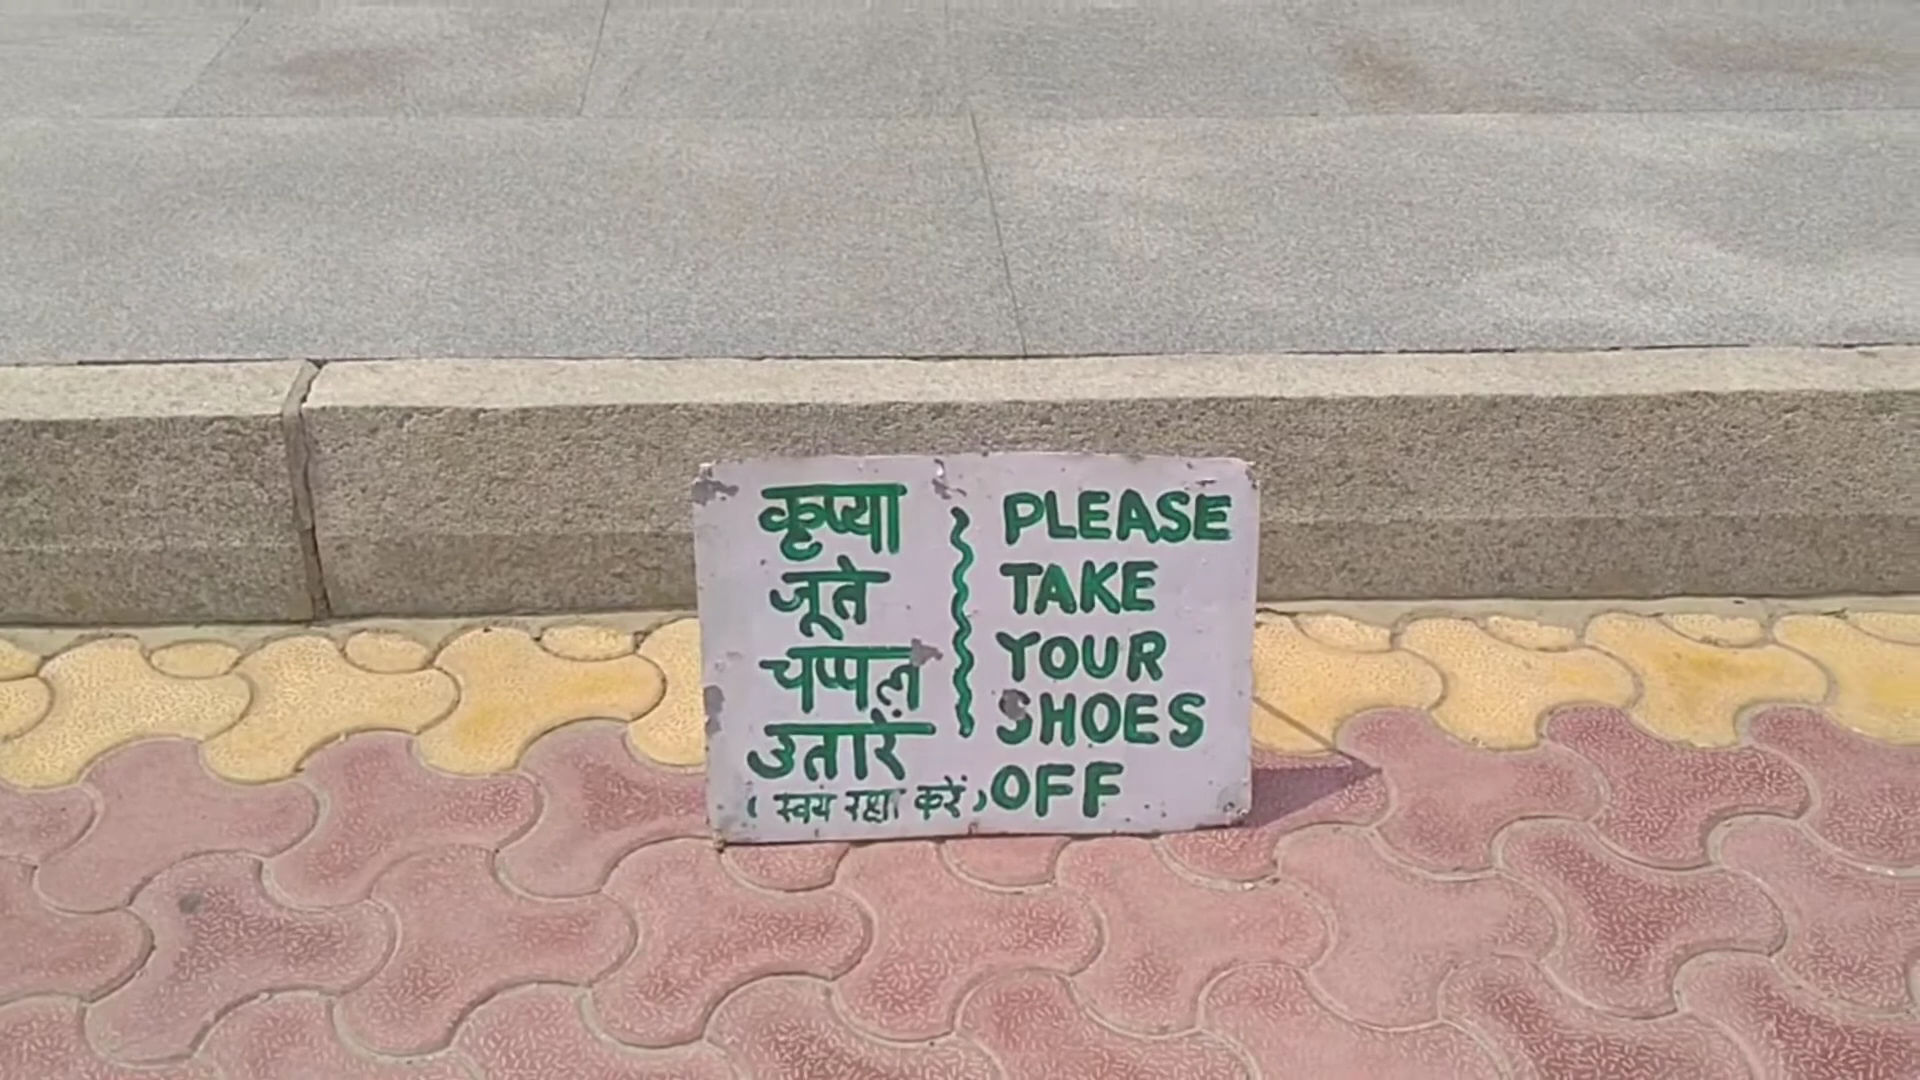 कृप्या
जूते
चप्पल
उतारें
(स्वयं रक्षा करें)
PLEASE
TAKE
YOUR
SHOES
OFF